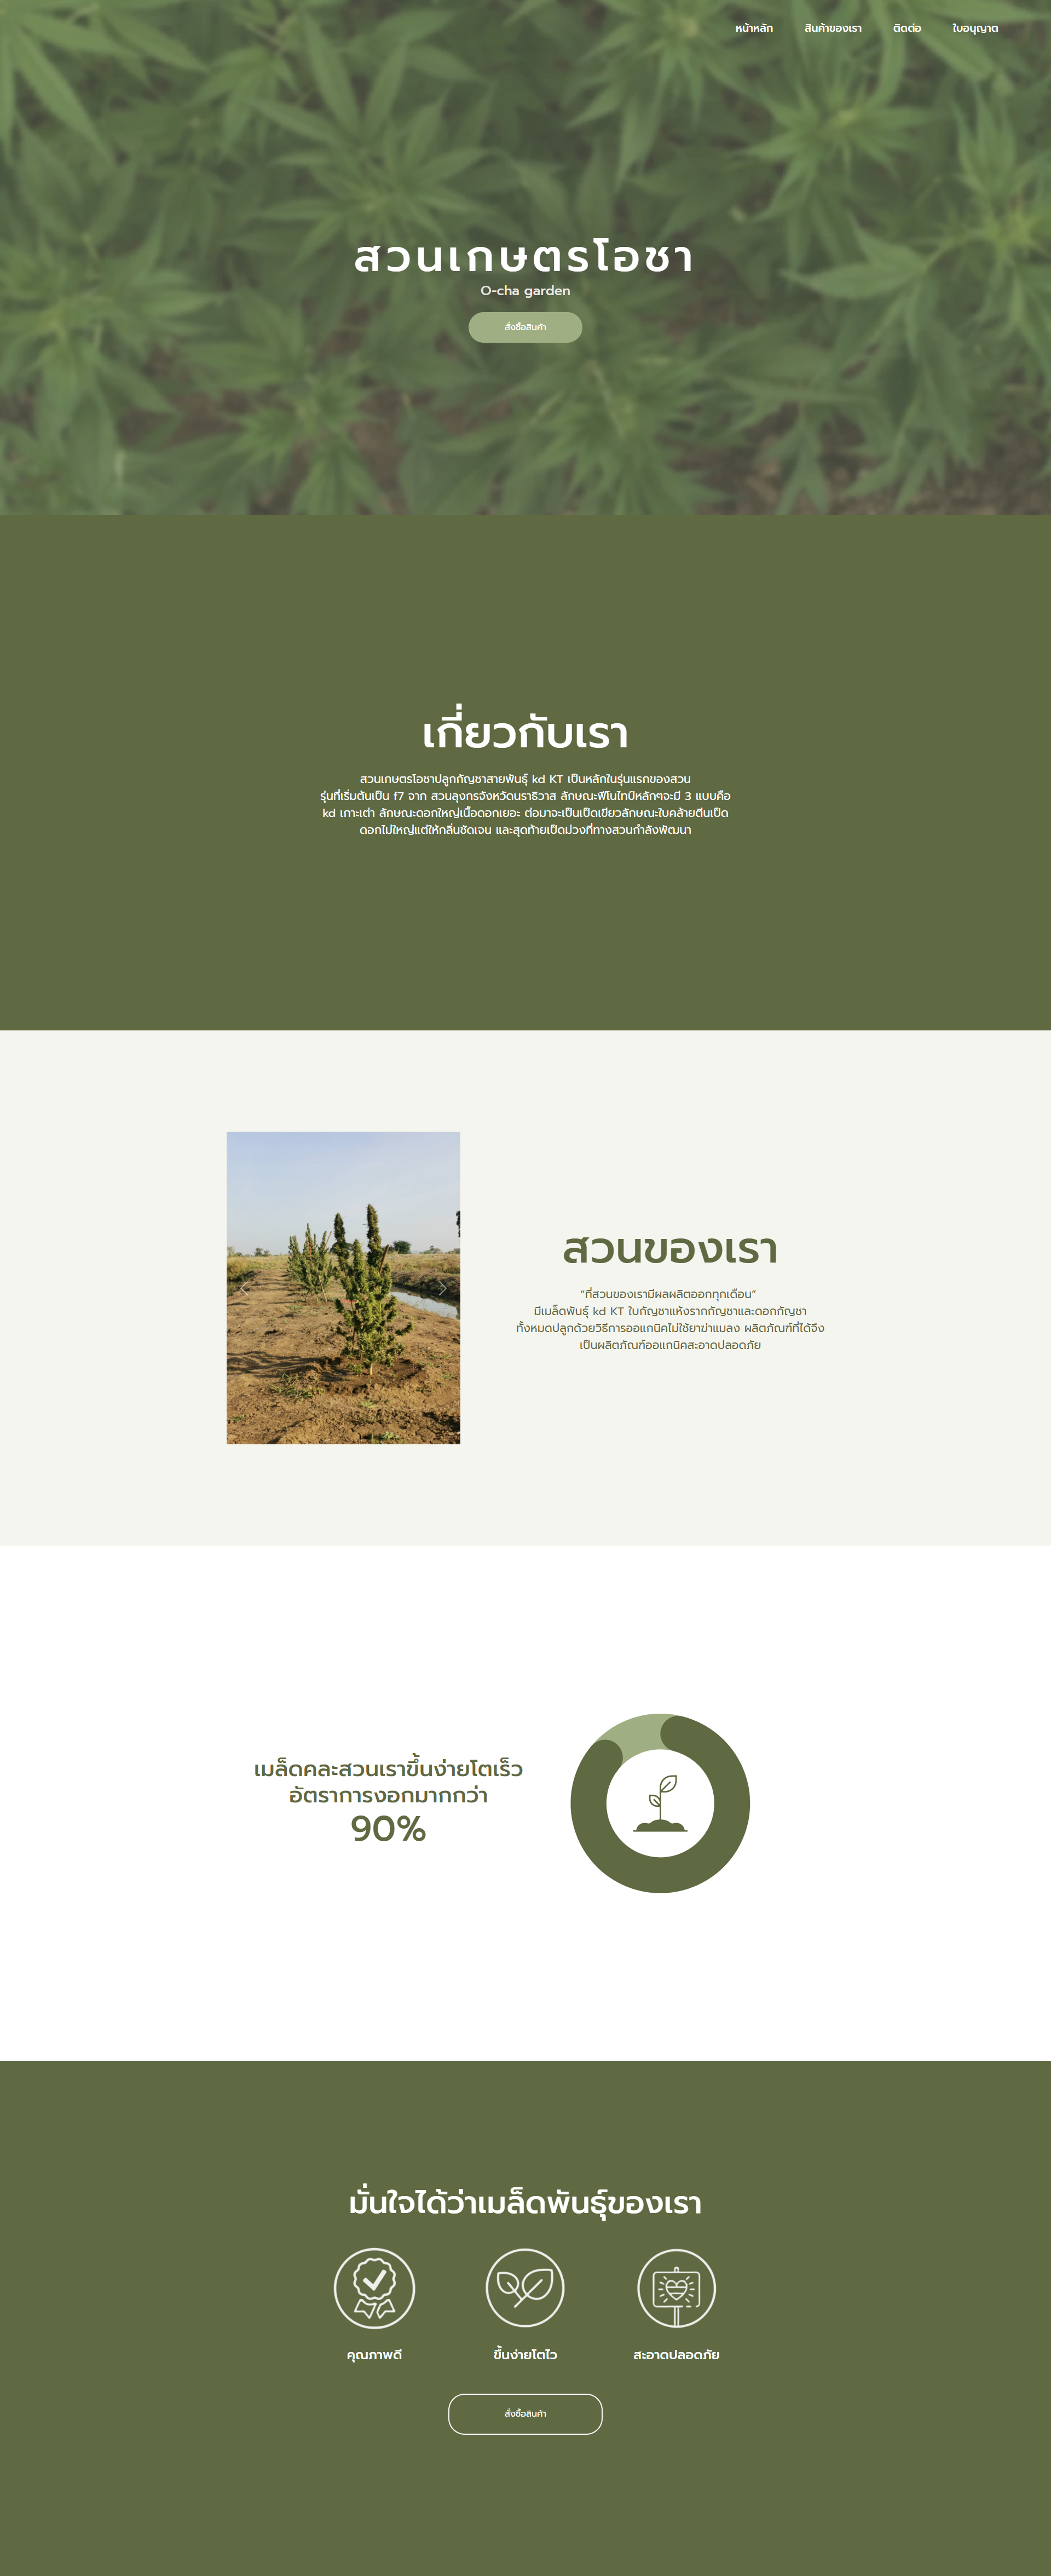 หน้าหลัก สินค้าของเรา ติดต่อ ใบอนุญาต
สวนเกษตรโอชา
O-cha garden
สั่งซื้อสินค้า
เกี่ยวกับเรา
สวนเกษตรโอชาปลูกกัญชาสายพันธุ์ kd KT เป็นหลักในรุ่นแรกของสวน
รุ่นที่เริ่มต้นเป็น f7 จาก สวนลุงกรจังหวัดนราธิวาส ลักษณะฟีโนไทป์หลักๆจะมี 3 แบบคือ
kd เกาะเต่า ลักษณะดอกใหญ่เนื้อดอกเยอะ ต่อมาจะเป็นเป็ดเขียวลักษณะใบคล้ายตีนเป็ด
ดอกไม่ใหญ่แต่ให้กลิ่นชัดเจน และสุดท้ายเป็ดม่วงที่ทางสวนกำลังพัฒนา
สวนของเรา
“ที่สวนของเรามีผลผลิตออกทุกเดือน”
มีเมล็ดพันธุ์ kd KT ใบกัญชาแห้งรากกัญชาและดอกกัญชา
ทั้งหมดปลูกด้วยวิธีการออแกนิคไม่ใช้ยาฆ่าแมลง ผลิตภัณฑ์ที่ได้จึง
เป็นผลิตภัณฑ์ออแกนิคสะอาดปลอดภัย
เมล็ดคละสวนเราขึ้นง่ายโตเร็ว
อัตราการงอกมากกว่า
90%
มั่นใจได้ว่าเมล็ดพันธุ์ของเรา
คุณภาพดี ขึ้นง่ายโตไว สะอาดปลอดภัย
สั่งซื้อสินค้า